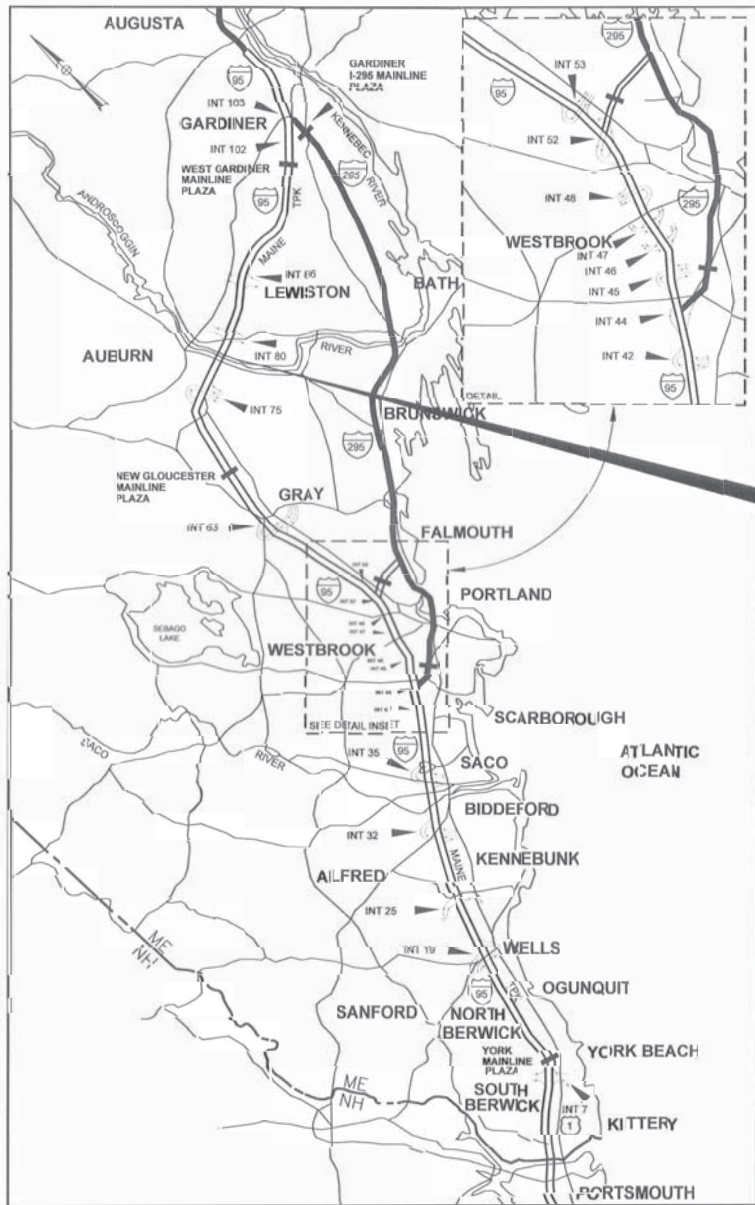 AUGUSTA
95
GARDINER
I-295 MAINLINE
PLAZA
INT 103
GARDINER
INT 102
WEST GARDINER
MAINLINE
PLAZA
KENNEBEC
RIVER
295
95
TPK
MAINE
ANDROSCOGGIN
INT 86
LEWISTON
BATH
AUBURN
INT 80
RIVER
INT 75
BRUNSWICK
295
NEW GLOUCESTER
MAINLINE
PLAZA
GRAY
INT 63
FALMOUTH
95
PORTLAND
SEBAGO
LAKE
WESTBROOK
SEE DETAIL INSET
SCARBOROUGH
SACO
RIVER
INT 35
95
SACO
ATLANTIC
OCEAN
BIDDEFORD
INT 32
MAINE
KENNEBUNK
ALFRED
INT 25
INT 19
WELLS
95
TPK
OGUNQUIT
ME
NH
SANFORD
NORTH
BERWICK
YORK
MAINLINE
PLAZA
YORK BEACH
ME
NH
SOUTH
BERWICK
INT 7
1
KITTERY
PORTSMOUTH
295
INT 53
95
INT 52
INT 48
295
WESTBROOK
INT 47
INT 46
INT 45
INT 44
INT 42
95
DETAIL